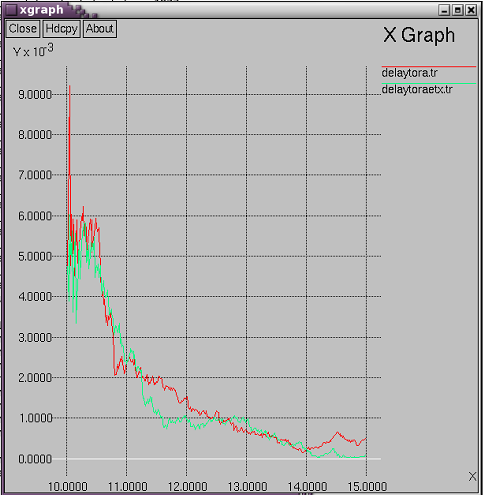 xgraph
Close Hdcpy About
X Graph
Y x 10-3
delaytora.tr
delaytoraetx.tr
9.0000
8.0000
7.0000
6.0000
5.0000
4.0000
3.0000
2.0000
1.0000
0.0000
X
10.0000 11.0000 12.0000 13.0000 14.0000 15.0000